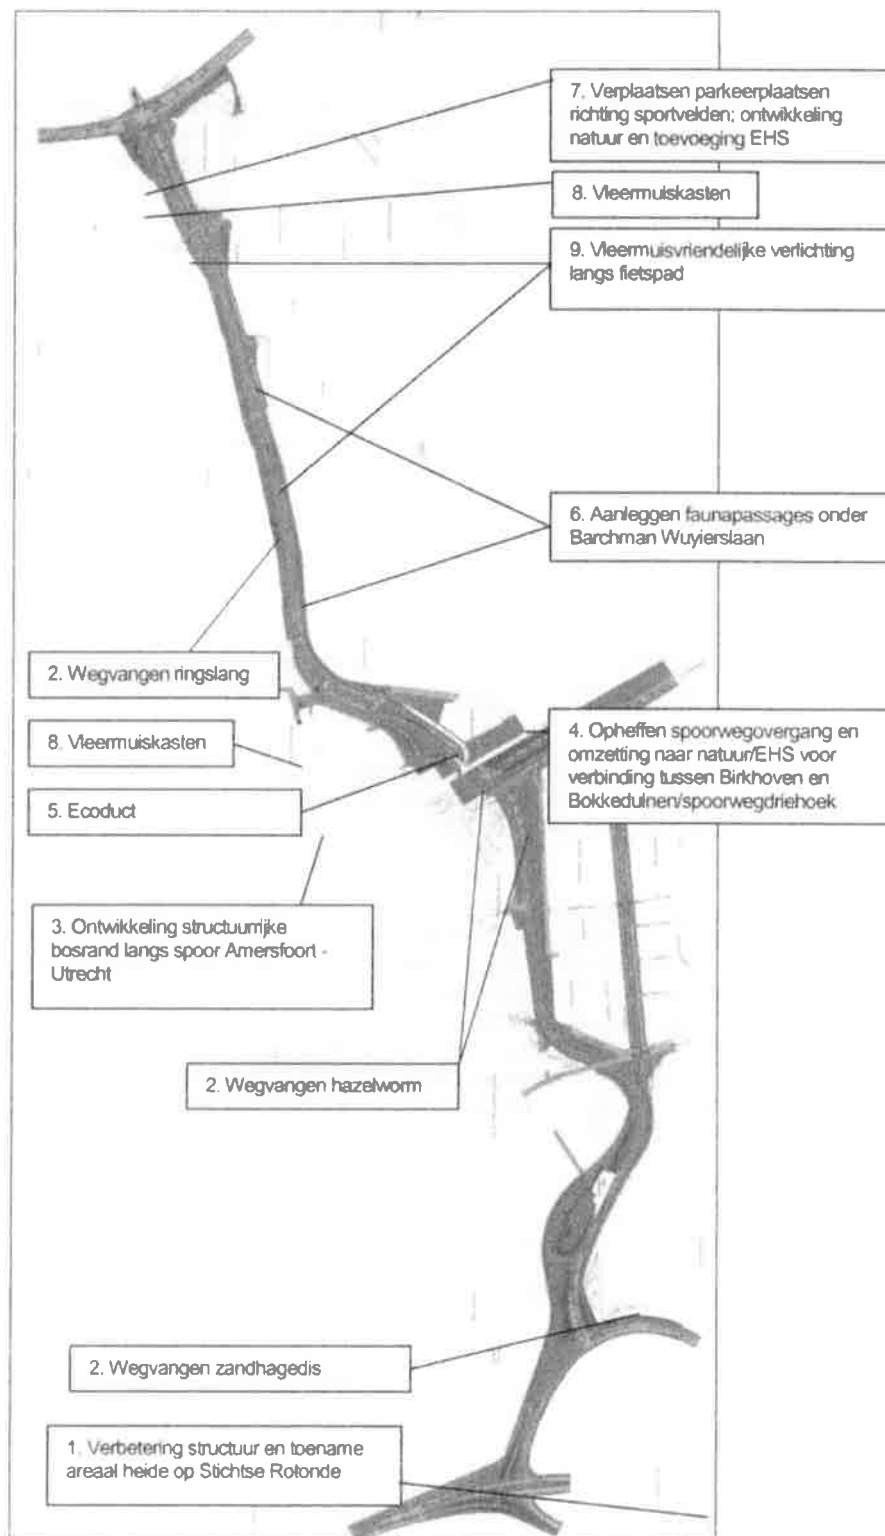 7. Verplaatsen parkeerplaatsen
richting sportvelden; ontwikkeling
natuur en toevoeging EHS
8. Vleermuiskasten
9. Vleermuisvriendelijke verlichting
langs fietspad
6. Aanleggen faunapassages onder
Barchman Wuyierslaan
2. Wegvangen ringslang
8. Vleermuiskasten
5. Ecoduct
4. Opheffen spoorwegovergang en
omzetting naar natuur/EHS voor
verbinding tussen Birkhoven en
Bokkeduinen/spoorwegdriehoek
3. Ontwikkeling structuurrijke
bosrand langs spoor Amersfoort -
Utrecht
2. Wegvangen hazelworm
2. Wegvangen zandhagedis
1. Verbetering structuur en toename
areaal heide op Stichtse Rotonde